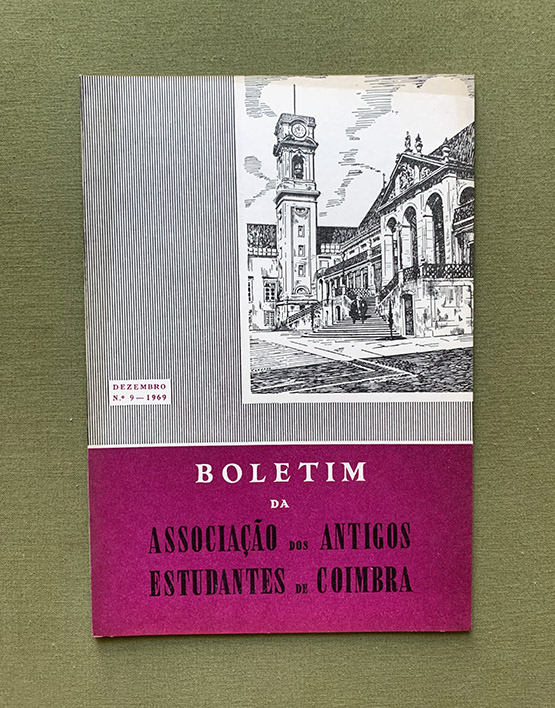 DEZEMBRO
N.º 9 — 1969
BOLETIM
DA
ASSOCIAÇÃO DOS ANTIGOS
ESTUDANTES DE COIMBRA